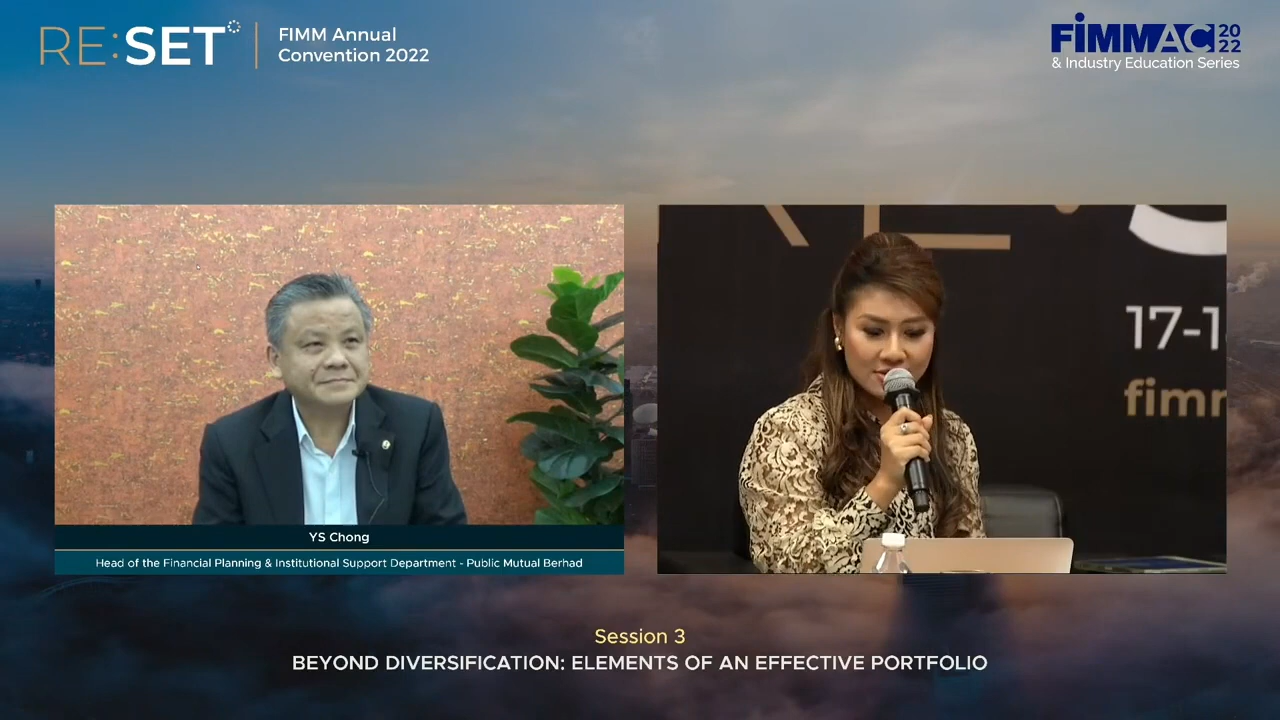 RE:SET
FIMM Annual
Convention 2022
FIMMAC 2022
& Industry Education Series
17-1
fimm
YS Chong
Head of the Financial Planning & Institutional Support Department - Public Mutual Berhad
Session 3
BEYOND DIVERSIFICATION: ELEMENTS OF AN EFFECTIVE PORTFOLIO